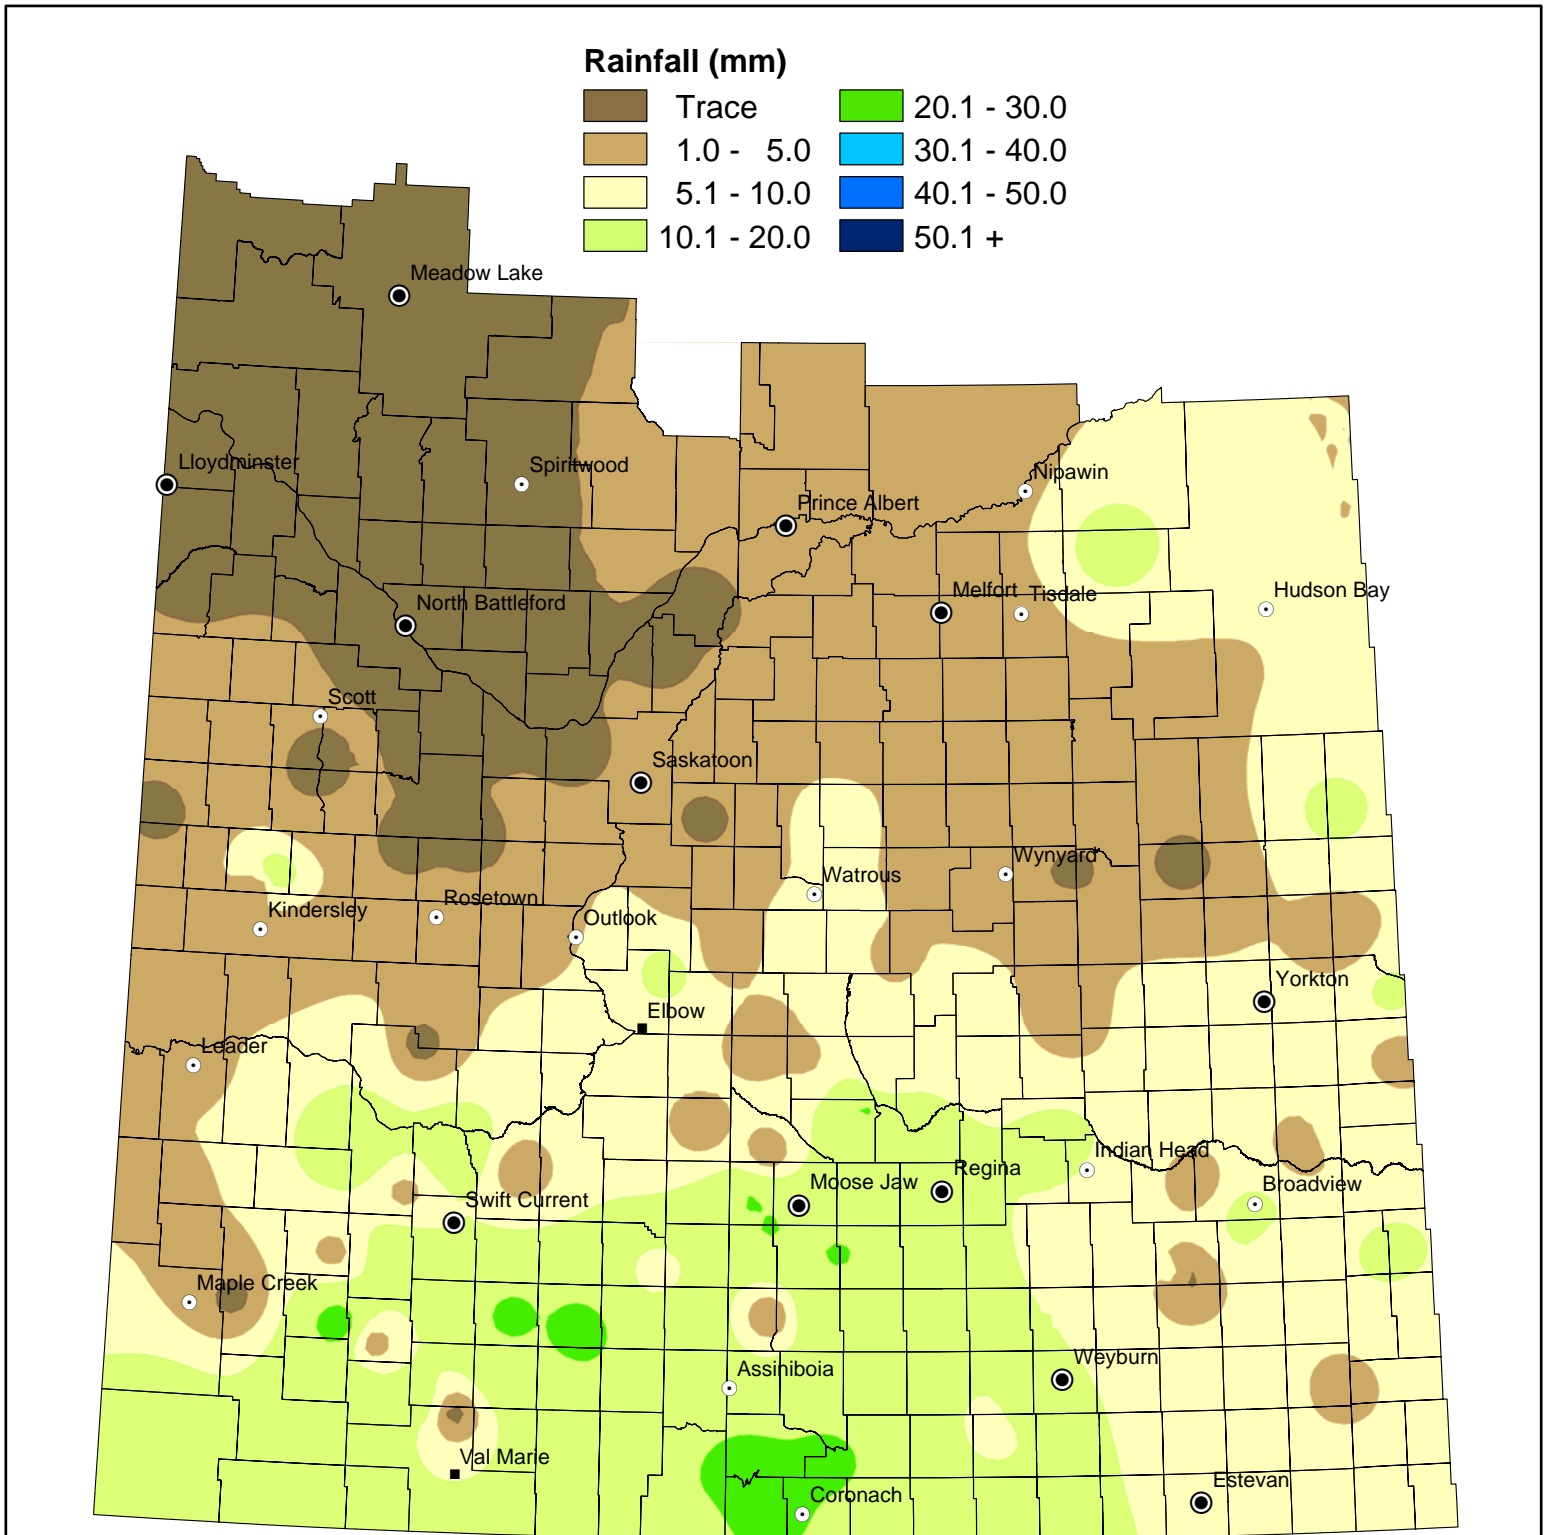 Rainfall (mm)
Trace
20.1 - 30.0
1.0 - 5.0
30.1 - 40.0
5.1 - 10.0
40.1 - 50.0
10.1 - 20.0
50.1 +
Meadow Lake
Lloydminster
Spiritwood
Nipawin
Prince Albert
North Battleford
Melfort
Tisdale
Hudson Bay
Scott
Saskatoon
Wynyard
Watrous
Kindersley
Rosetown
Outlook
Yorkton
Elbow
Leader
Indian Head
Regina
Moose Jaw
Broadview
Swift Current
Maple Creek
Weyburn
Assiniboia
Val Marie
Estevan
Coronach